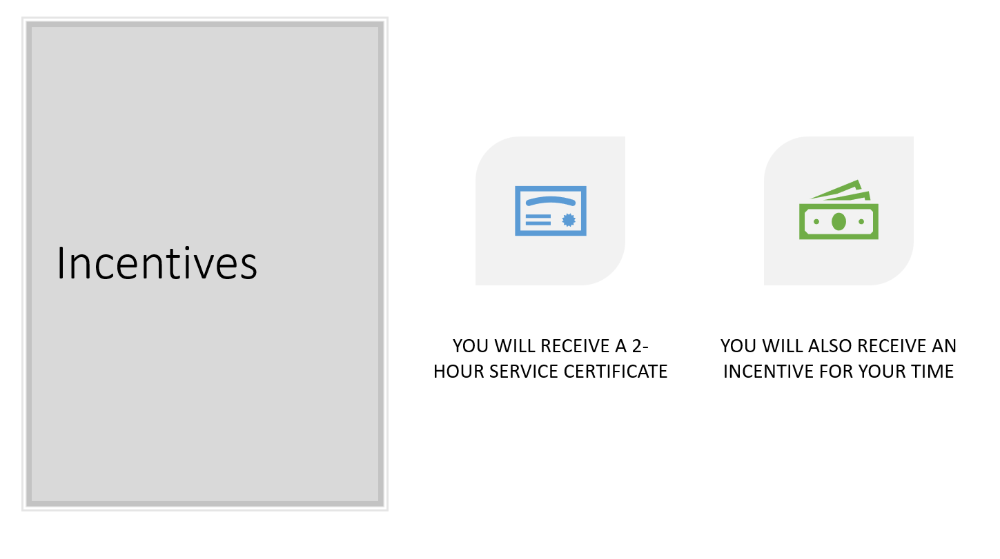 Incentives
YOU WILL RECEIVE A 2-
HOUR SERVICE CERTIFICATE
YOU WILL ALSO RECEIVE AN
INCENTIVE FOR YOUR TIME